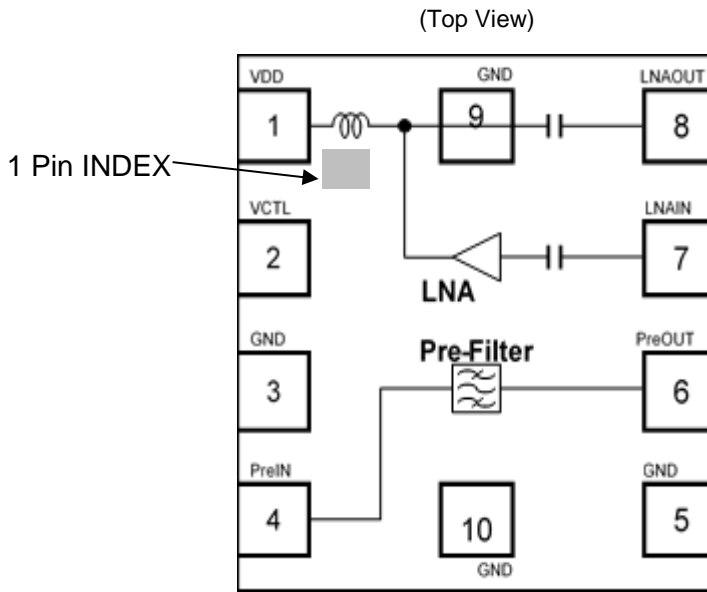 (Top View)
VDD
GND
LNAOUT
1
9
8
1 Pin INDEX
VCTL
LNAIN
2
7
LNA
GND
Pre-Filter
PreOUT
3
6
PreIN
GND
4
10
5
GND